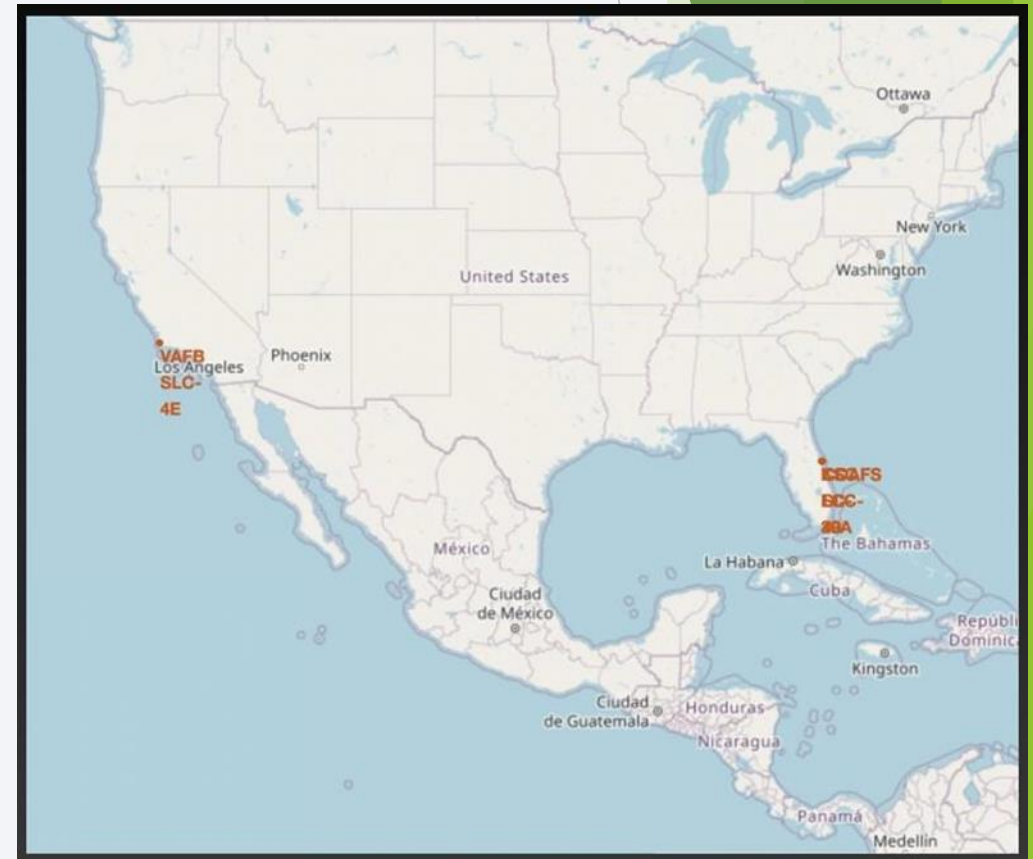 Ottawa
New York
Washington
United States
VAFB
Los Angeles
SLC-
4E
Phoenix
The Bahamas
La Habana
México
Cuba
Ciudad
de México
Kingston
Ciudad
de Guatemala
Honduras
Nicaragua
Panamá
Medellín